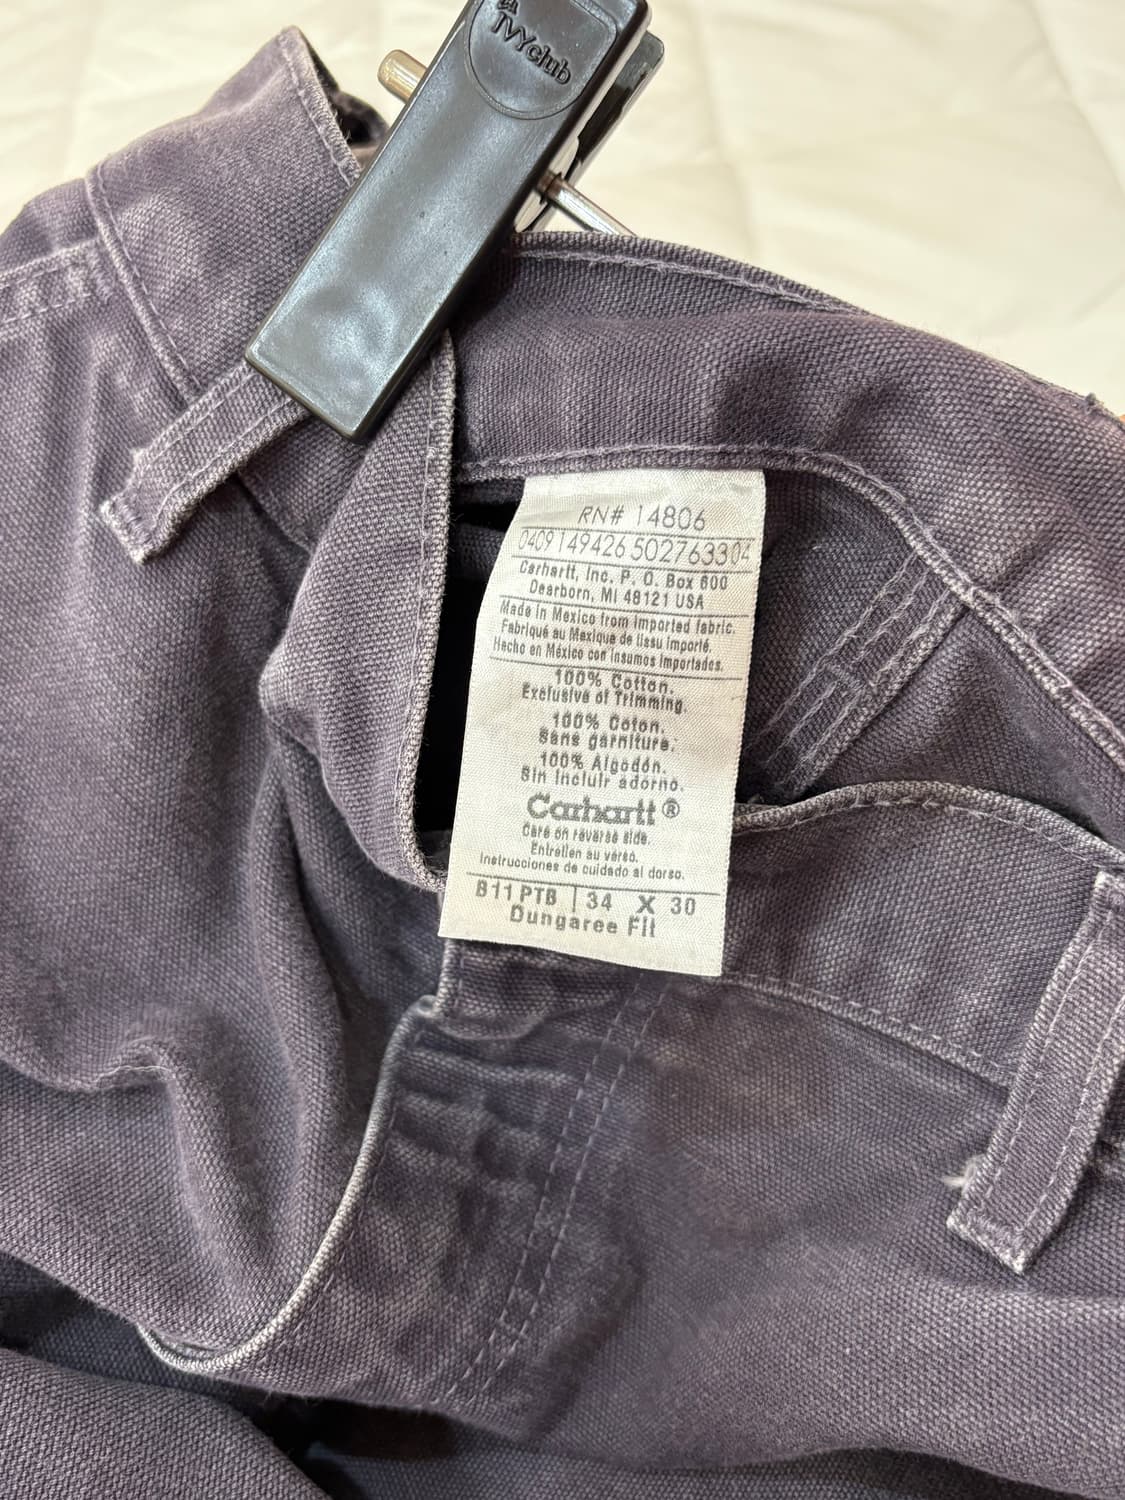 IVYclub
RN# 14806
0409149426502763304
Carhartt, Inc. P. O. Box 600
Dearborn, MI 48121 USA
Made in Mexico from imported fabric.
Fabriqué au Mexique de tissu importé.
Hecho en México con insumos importados.
100% Cotton.
Exclusive of Trimming.
100% Coton.
Sans garniture.
100% Algodón.
Sin incluir adorno.
Carhartt®
Care on reverse side.
Entretien au verso.
Instrucciones de cuidado al dorso.
B11 PTB | 34 X 30
Dungaree Fit